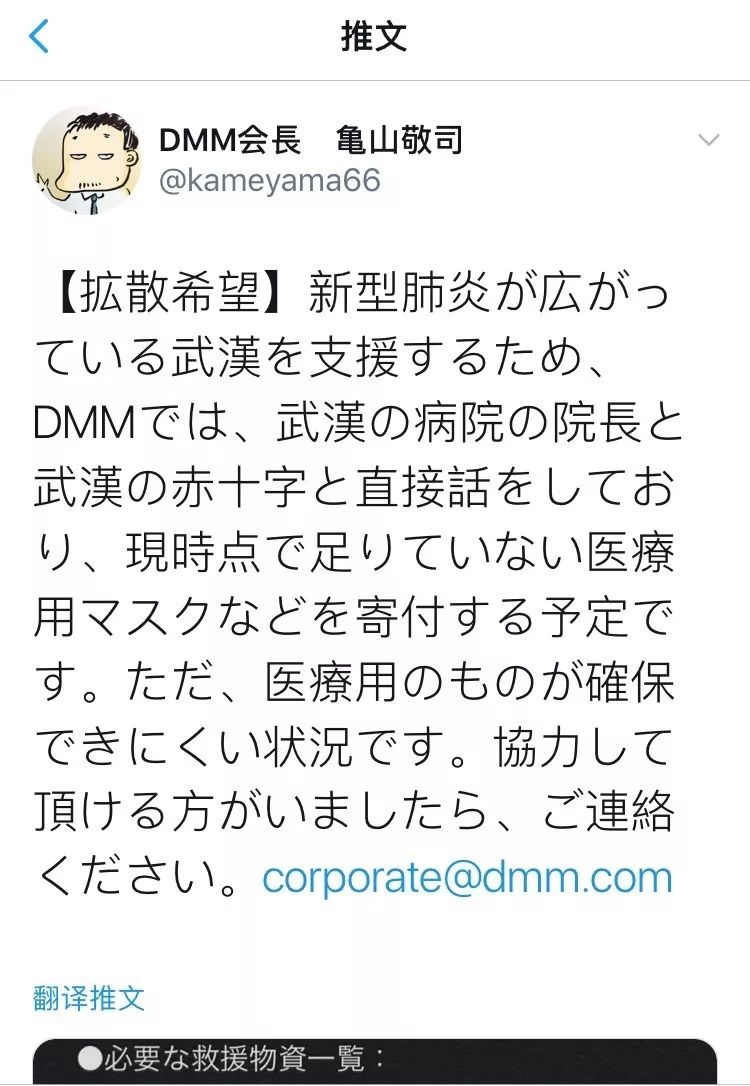 推文
DMM会長　亀山敬司
@kameyama66
【拡散希望】新型肺炎が広がっ
ている武漢を支援するため、
DMMでは、武漢の病院の院長と
武漢の赤十字と直接話をしてお
り、現時点で足りていない医療
用マスクなどを寄付する予定で
す。ただ、医療用のものが確保
できにくい状況です。協力して
頂ける方がいましたら、ご連絡
ください。corporate@dmm.com
翻译推文
●必要な救援物資一覧：